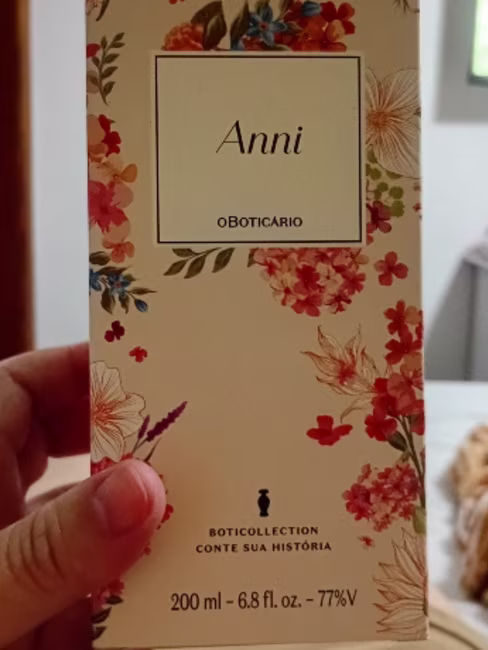 Anni
OBOTICÁRIO
BOTICOLLECTION
CONTE SUA HISTÓRIA
200 ml – 6.8 fl. oz. – 77%V